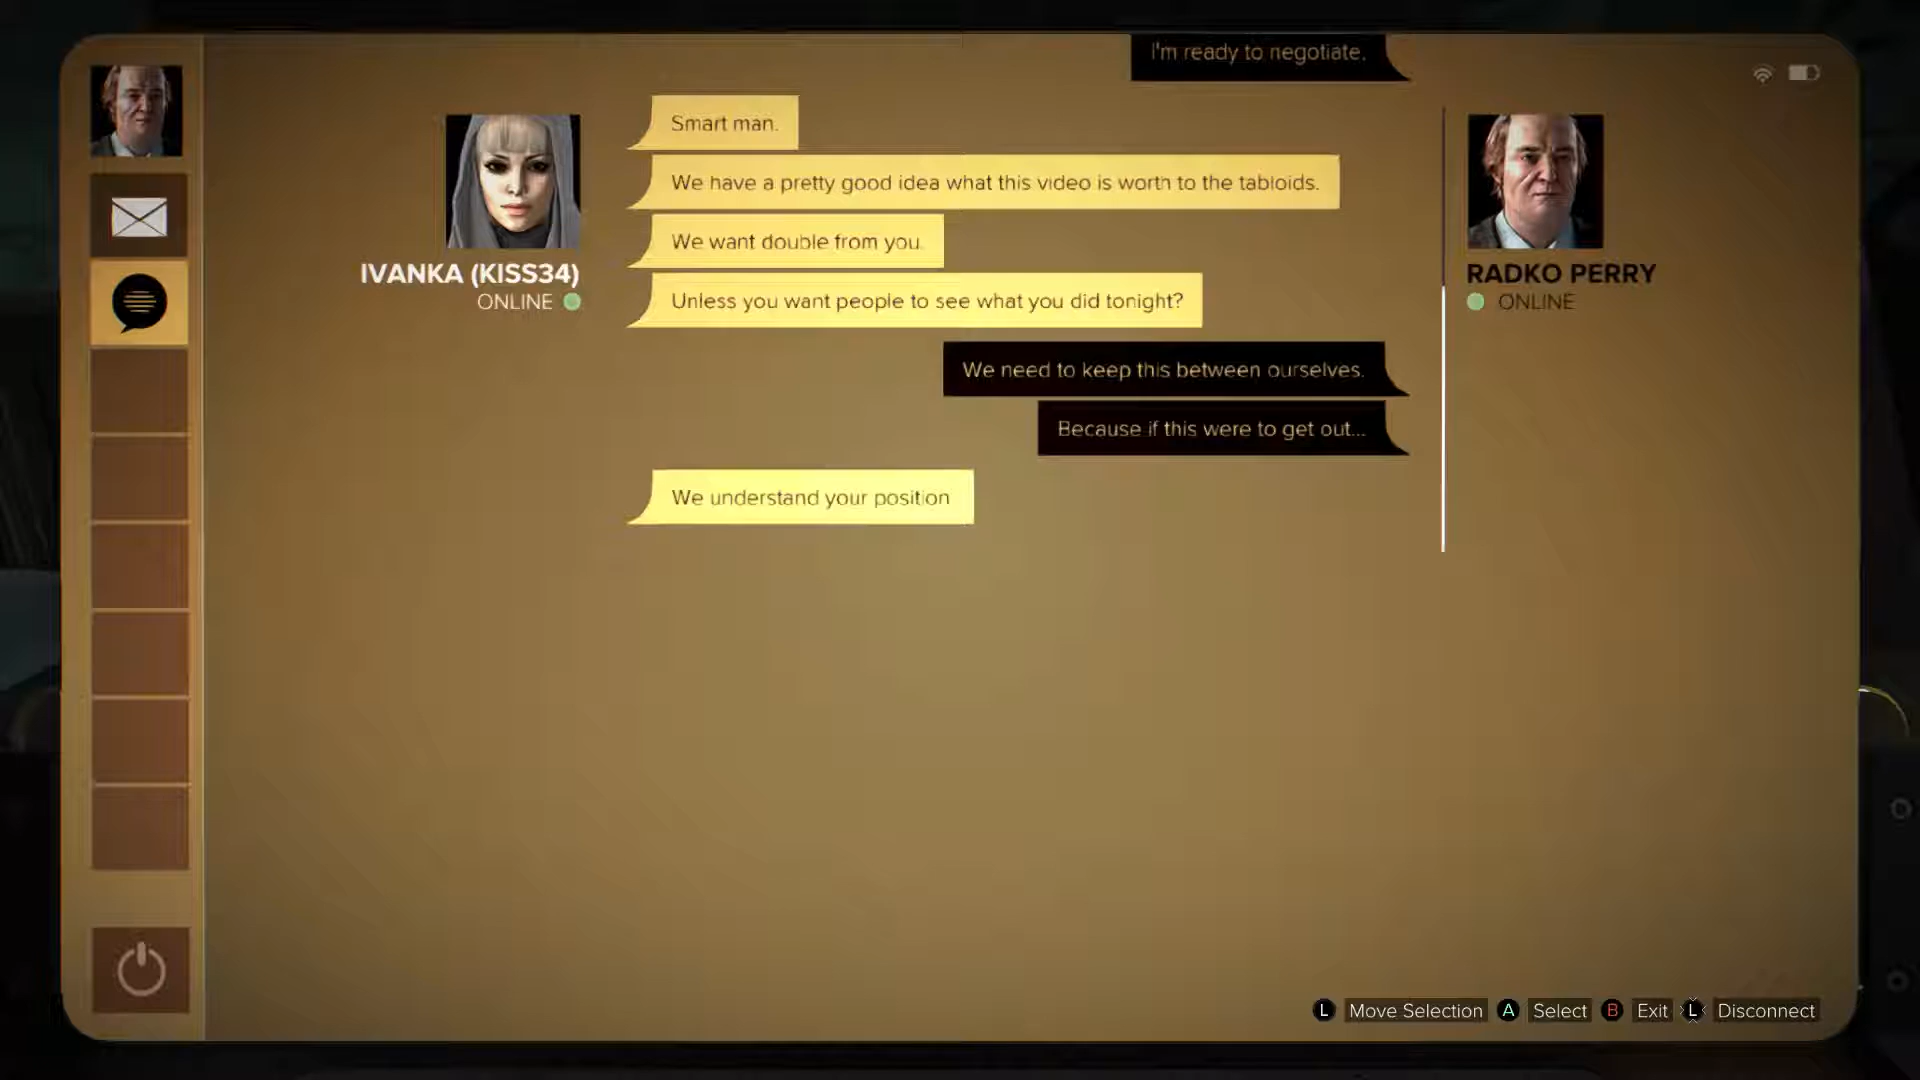 I'm ready to negotiate.
Smart man.
We have a pretty good idea what this video is worth to the tabloids.
We want double from you.
Unless you want people to see what you did tonight?
IVANKA (KISS34)
ONLINE
RADKO PERRY
ONLINE
We need to keep this between ourselves.
Because if this were to get out...
We understand your position
L Move Selection A Select B Exit L Disconnect